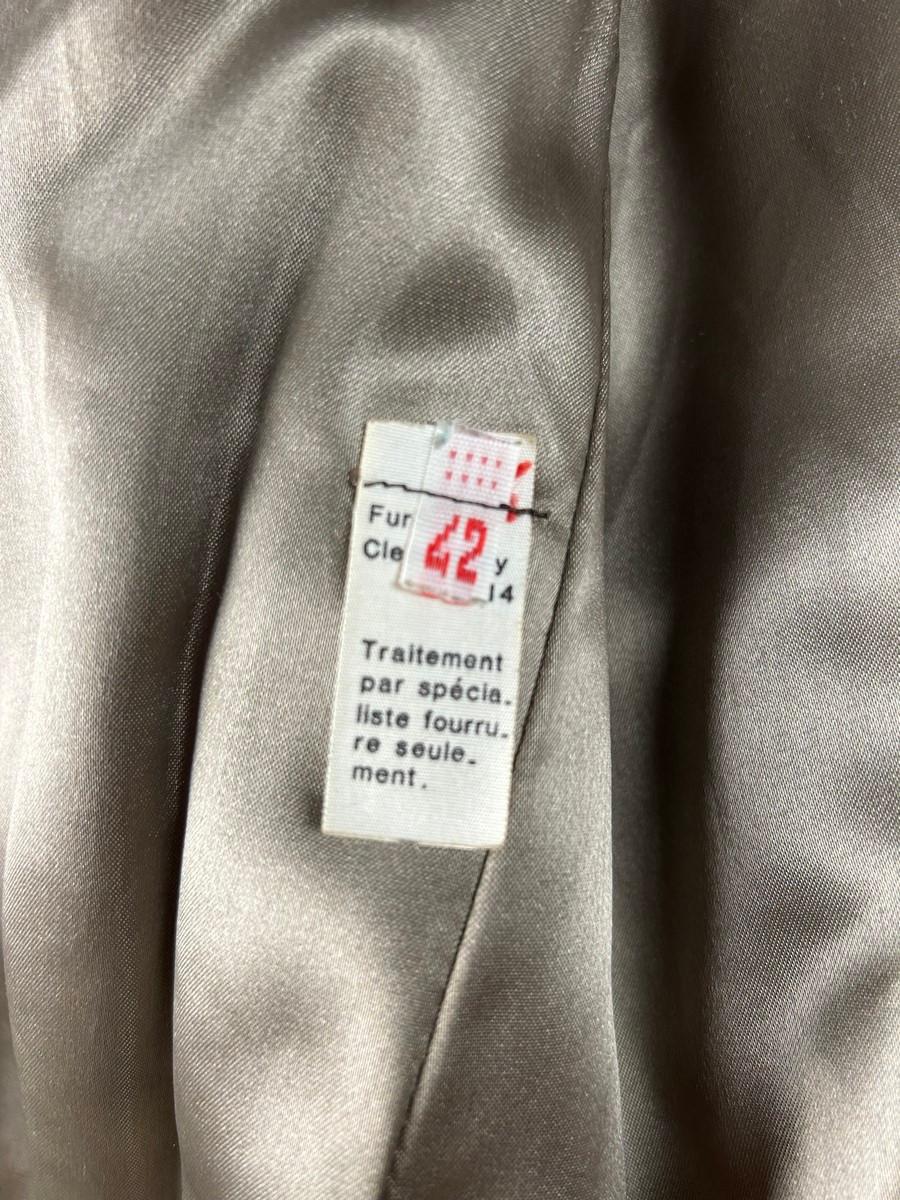 Fur
42
Cle y
14
Traitement
par spécia-
liste fourru-
re seule-
ment.